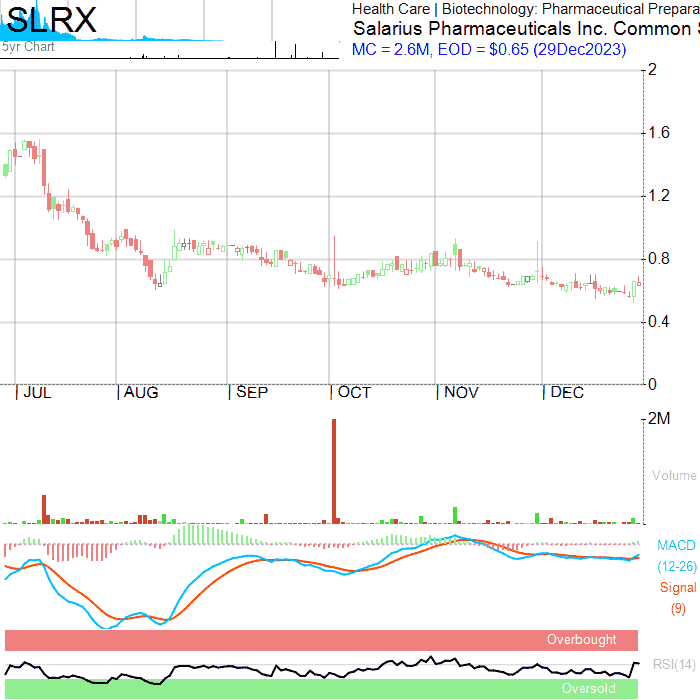 SLRX
5yr Chart
Health Care | Biotechnology: Pharmaceutical Prepara
Salarius Pharmaceuticals Inc. Common
MC = 2.6M, EOD = $0.65 (29Dec2023)
2
1.6
1.2
0.8
0.4
0
JUL AUG SEP OCT NOV DEC
2M
Volume
MACD
(12-26)
Signal
(9)
Overbought
RSI(14)
Oversold